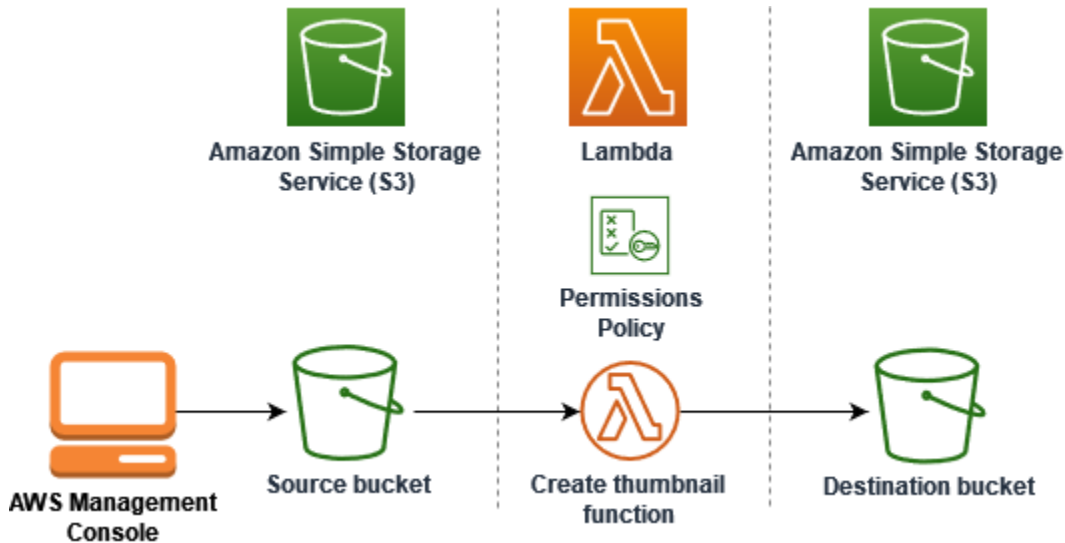 Amazon Simple Storage
Service (S3)
Lambda
Amazon Simple Storage
Service (S3)
Permissions
Policy
AWS Management
Console
Source bucket
Create thumbnail
function
Destination bucket